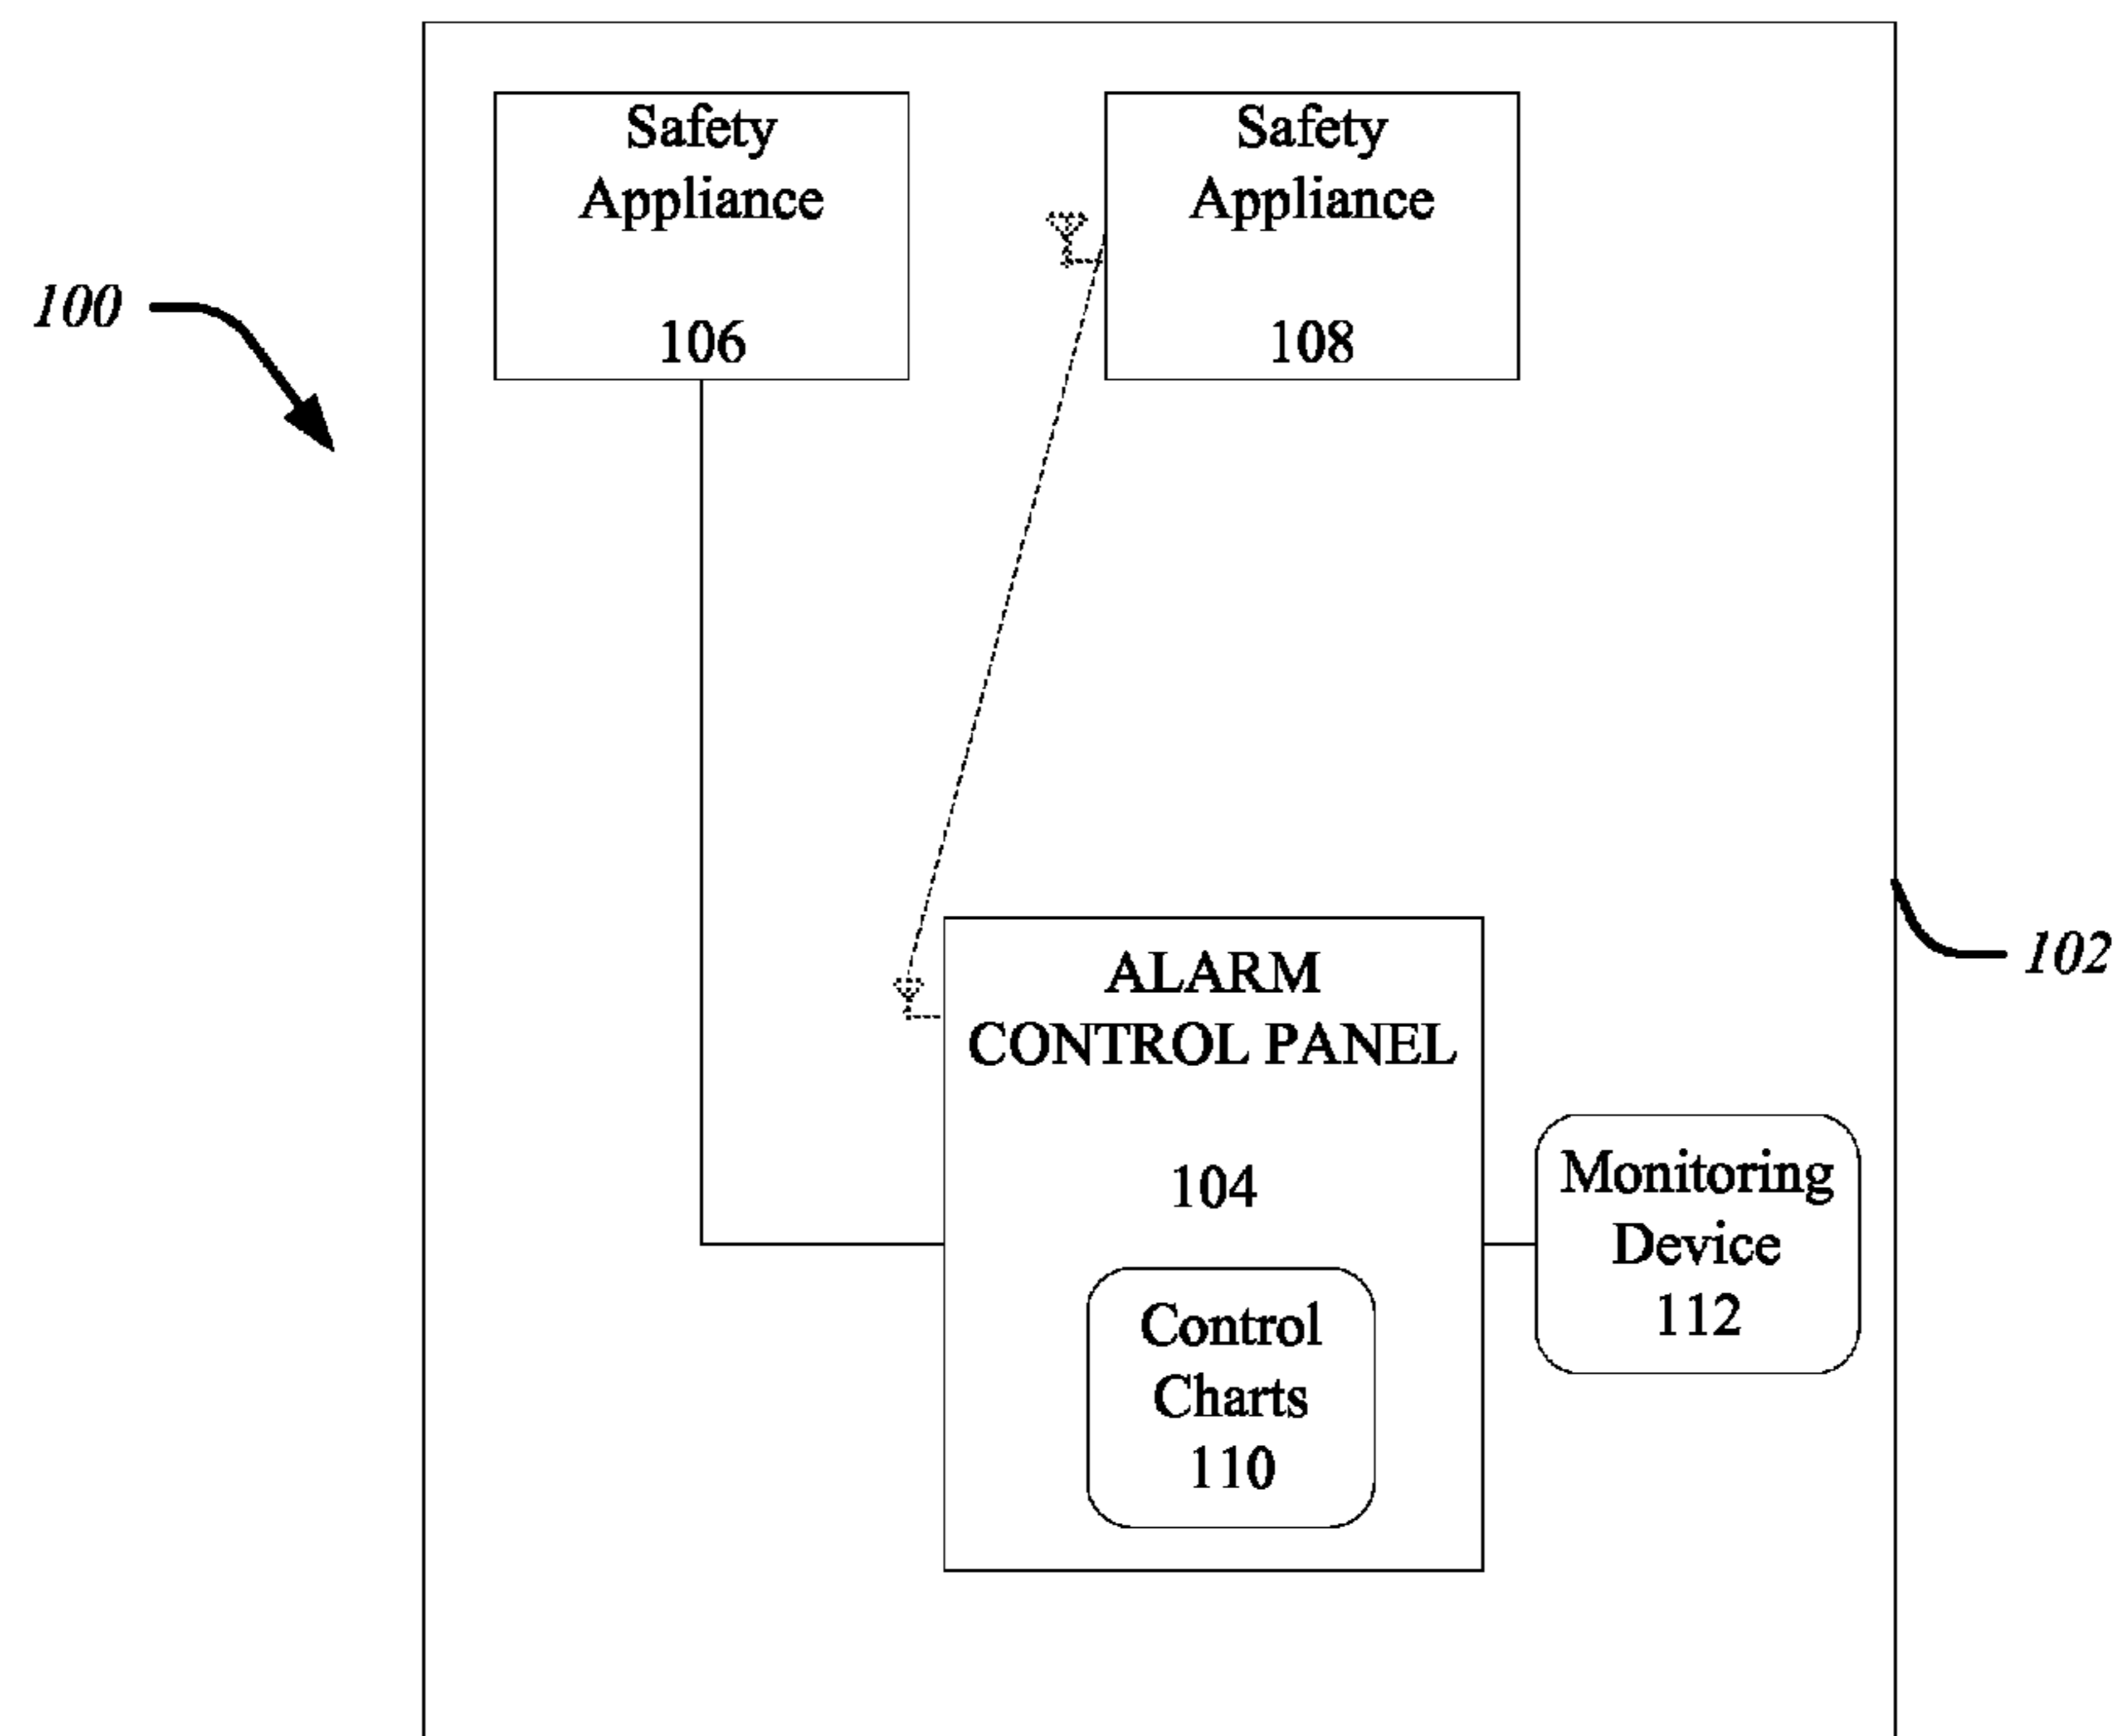 Safety
Appliance
106
Safety
Appliance
108
100
ALARM
CONTROL PANEL
104
102
Monitoring
Device
112
Control
Charts
110